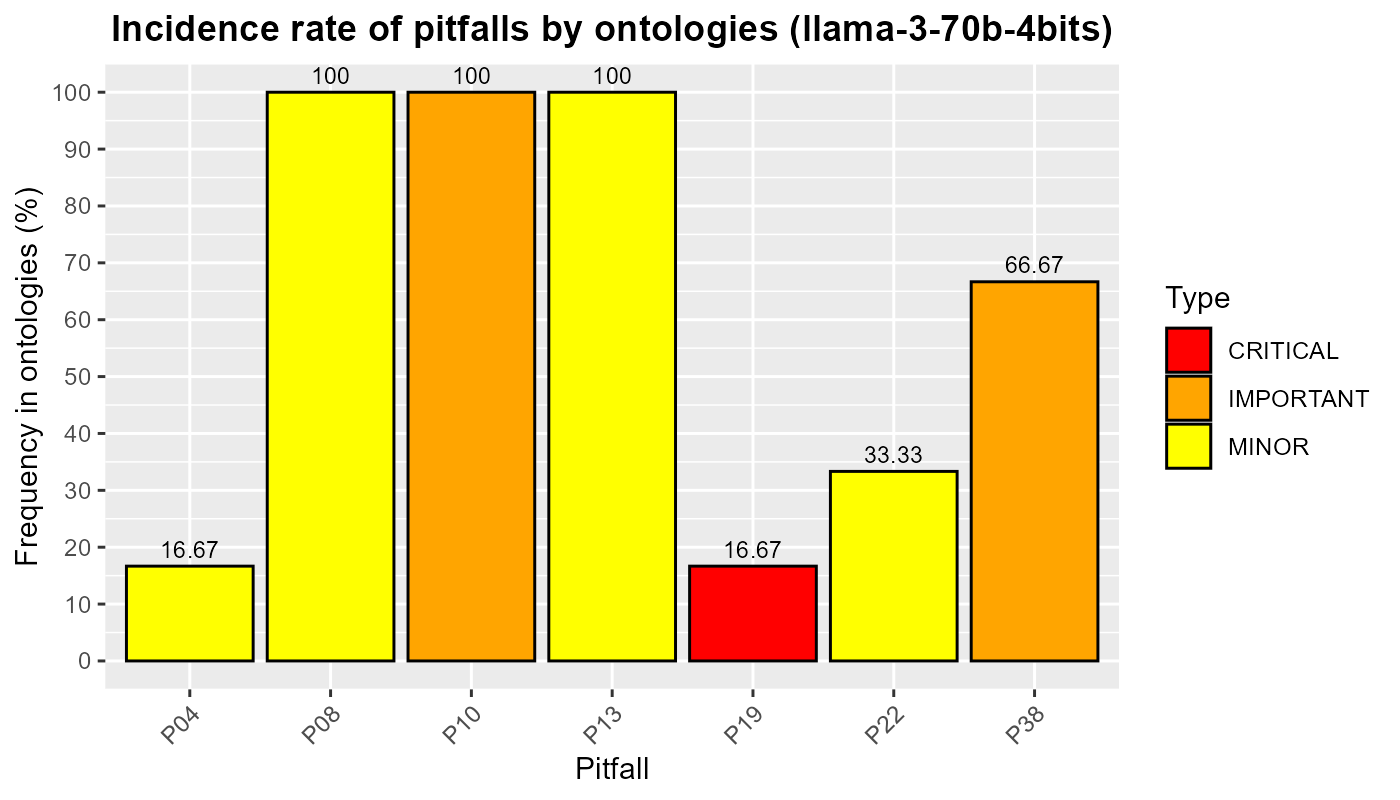 Incidence rate of pitfalls by ontologies (llama-3-70b-4bits)
Frequency in ontologies (%)
100
90
80
70
60
50
40
30
20
10
0
16.67
100
100
100
16.67
33.33
66.67
P04
P08
P10
P13
P19
P22
P38
Pitfall
Type
CRITICAL
IMPORTANT
MINOR